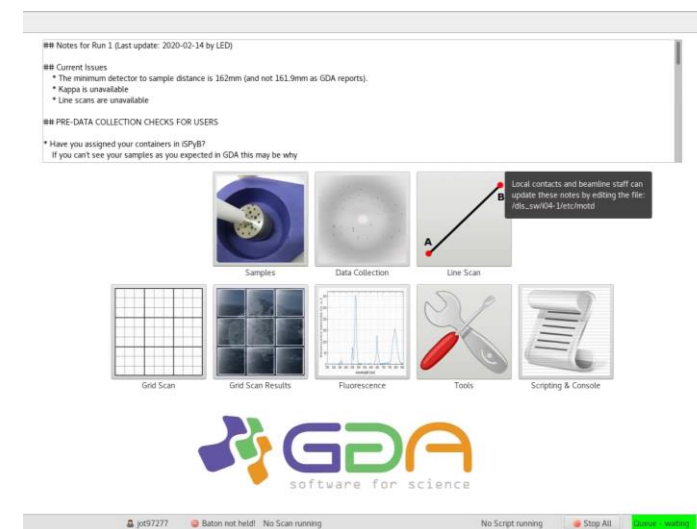 ## Notes for Run 1 (Last update: 2020-02-14 by LED)
## Current Issues
* The minimum detector to sample distance is 162mm (and not 161.9mm as GDA reports).
* Kappa is unavailable
* Line scans are unavailable
## PRE-DATA COLLECTION CHECKS FOR USERS
* Have you assigned your containers in iSPyB?
If you can't see your samples as you expected in GDA this may be why
Local contacts and beamline staff can
update these notes by editing the file:
/dls_sw/i04-1/etc/motd
A
B
Samples
Data Collection
Line Scan
Grid Scan
Grid Scan Results
Fluorescence
Tools
Scripting & Console
GDA
software for science
jot97277
Baton not held!
No Scan running
No Script running
Stop All
Queue - waiting